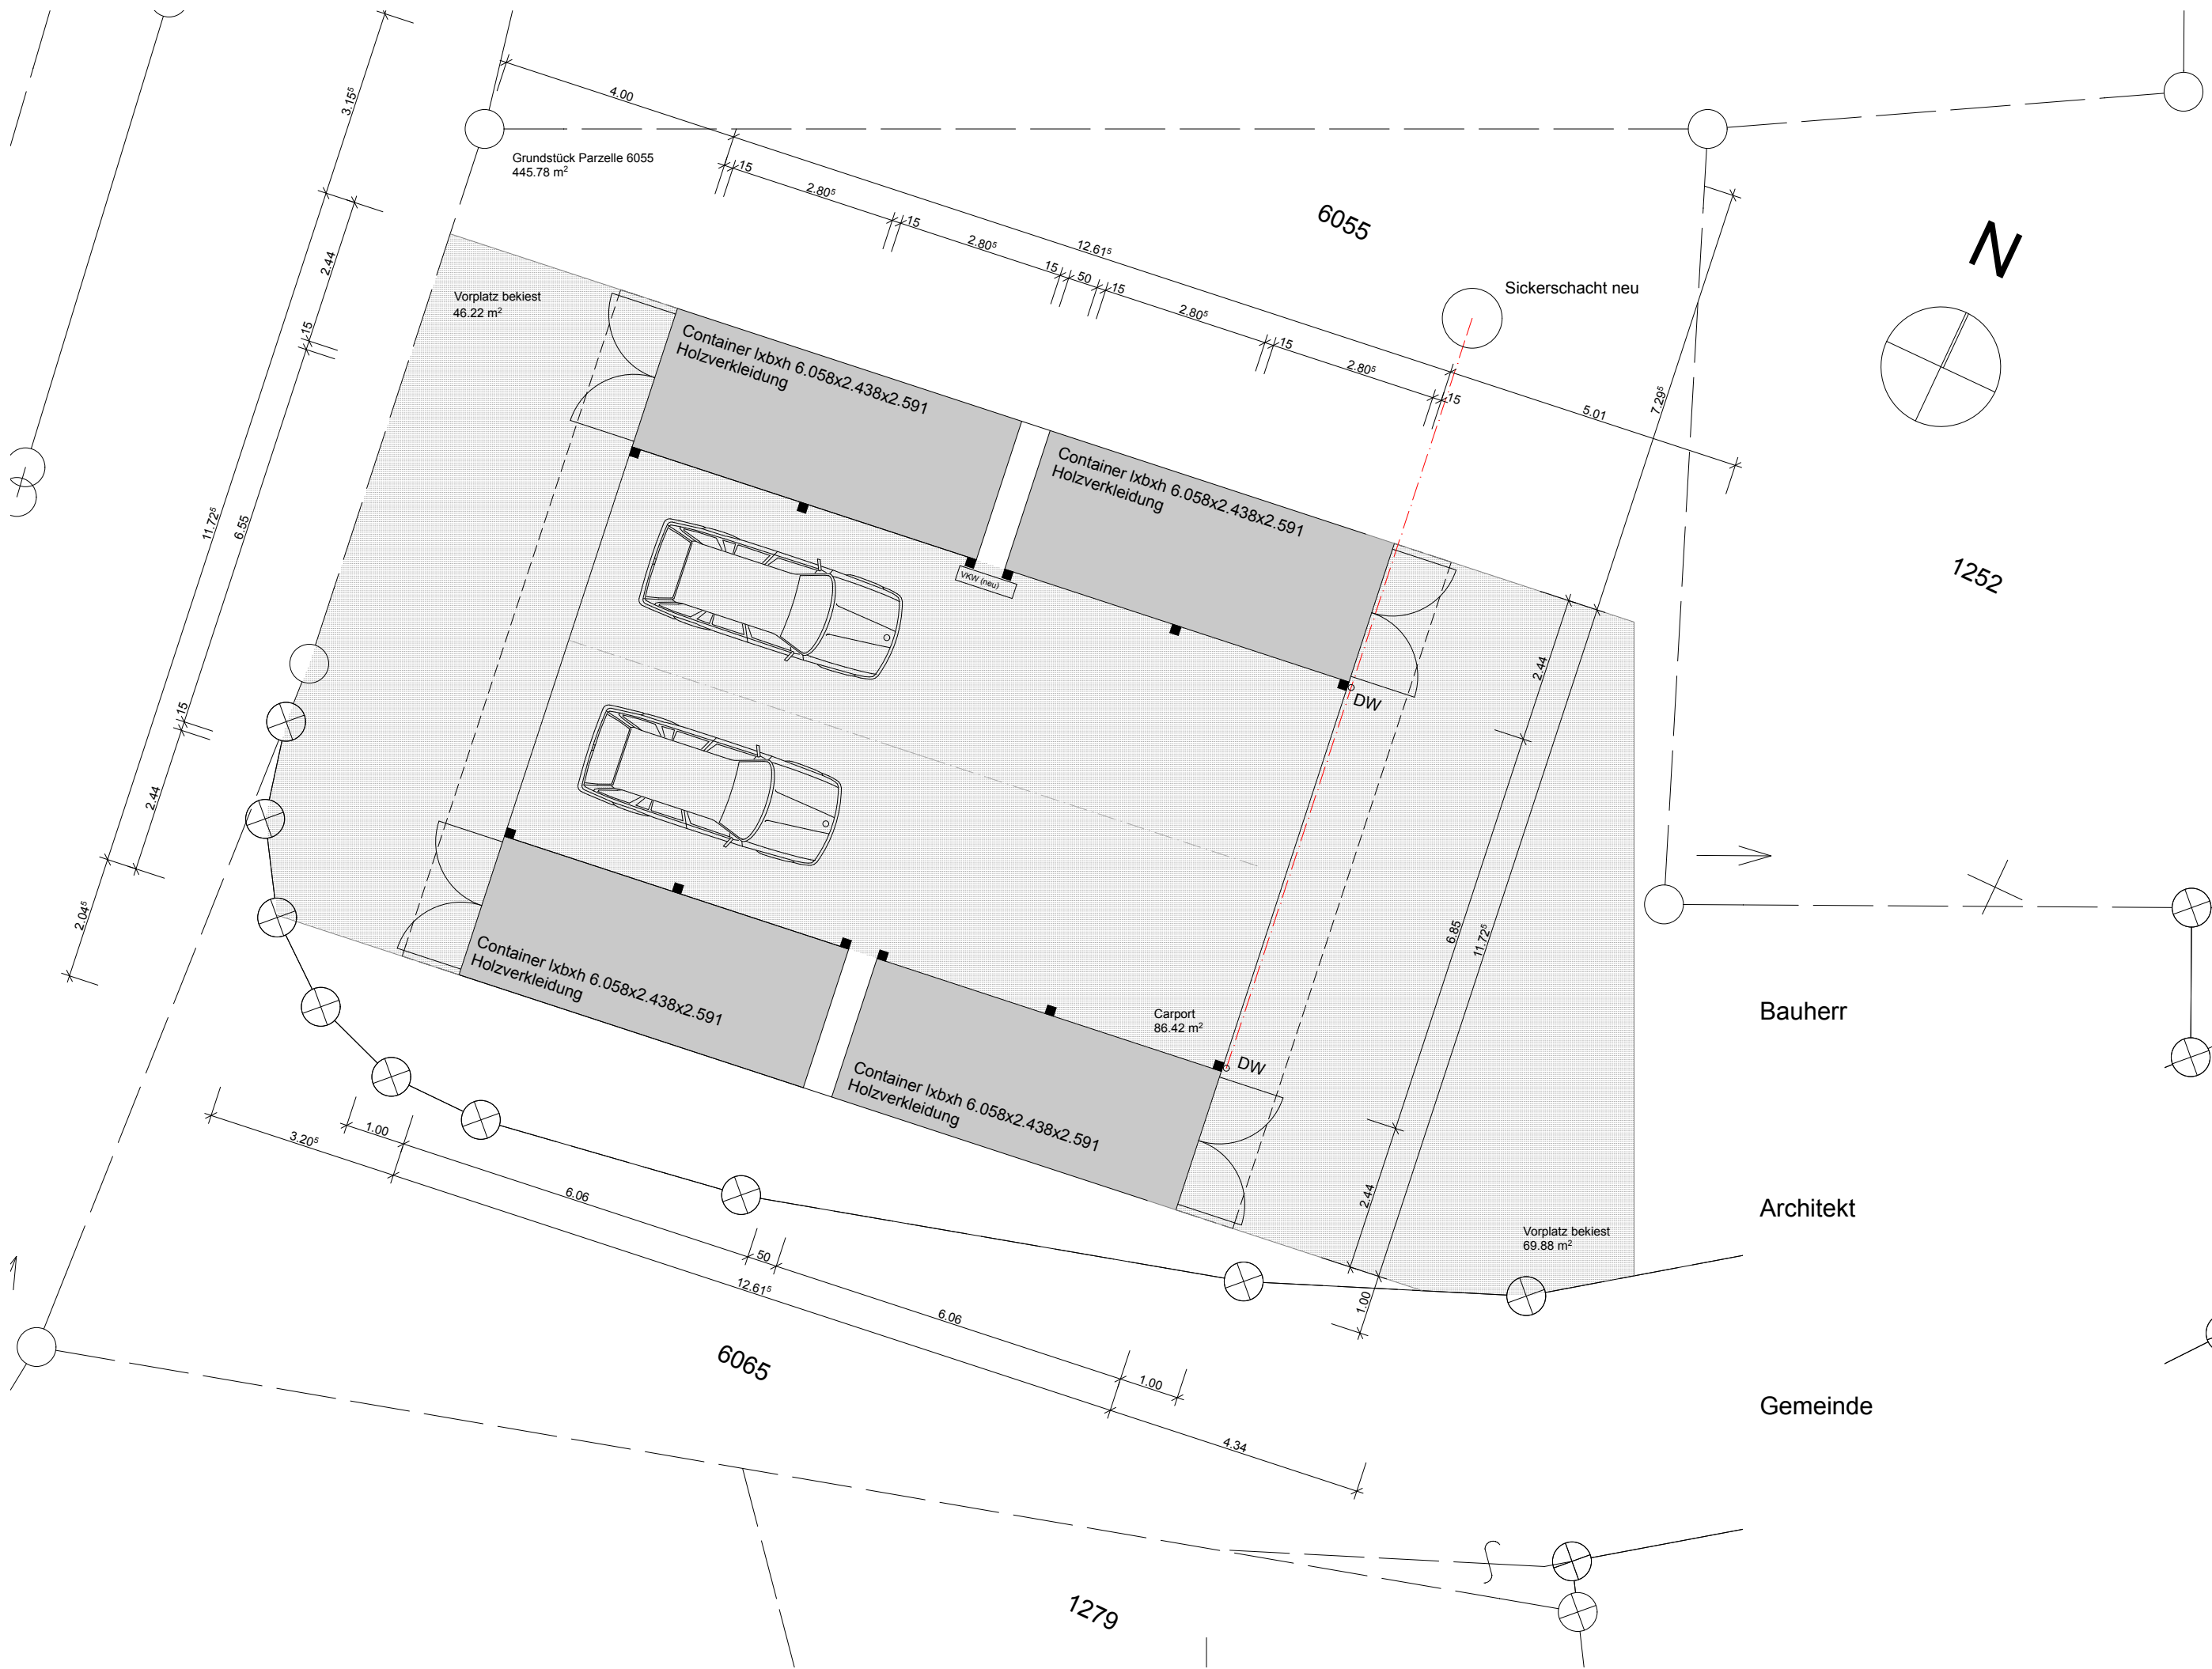 3.15⁵
4.00
Grundstück Parzelle 6055
445.78 m²
15
2.80⁵
15
2.80⁵
15
50
15
2.80⁵
15
2.80⁵
15
12.61⁵
5.01
6055
Sickerschacht neu
N
7.29⁵
2.44
15
6.55
11.72⁵
15
2.44
2.04⁵
Vorplatz bekiest
46.22 m²
Container lxbxh 6.058x2.438x2.591
Holzverkleidung
Container lxbxh 6.058x2.438x2.591
Holzverkleidung
VKW (neu)
1252
DW
2.44
6.85
11.72⁵
2.44
1.00
Container lxbxh 6.058x2.438x2.591
Holzverkleidung
Carport
86.42 m²
DW
Container lxbxh 6.058x2.438x2.591
Holzverkleidung
Vorplatz bekiest
69.88 m²
Bauherr
Architekt
Gemeinde
3.20⁵
1.00
6.06
50
12.61⁵
6.06
1.00
4.34
6065
1279